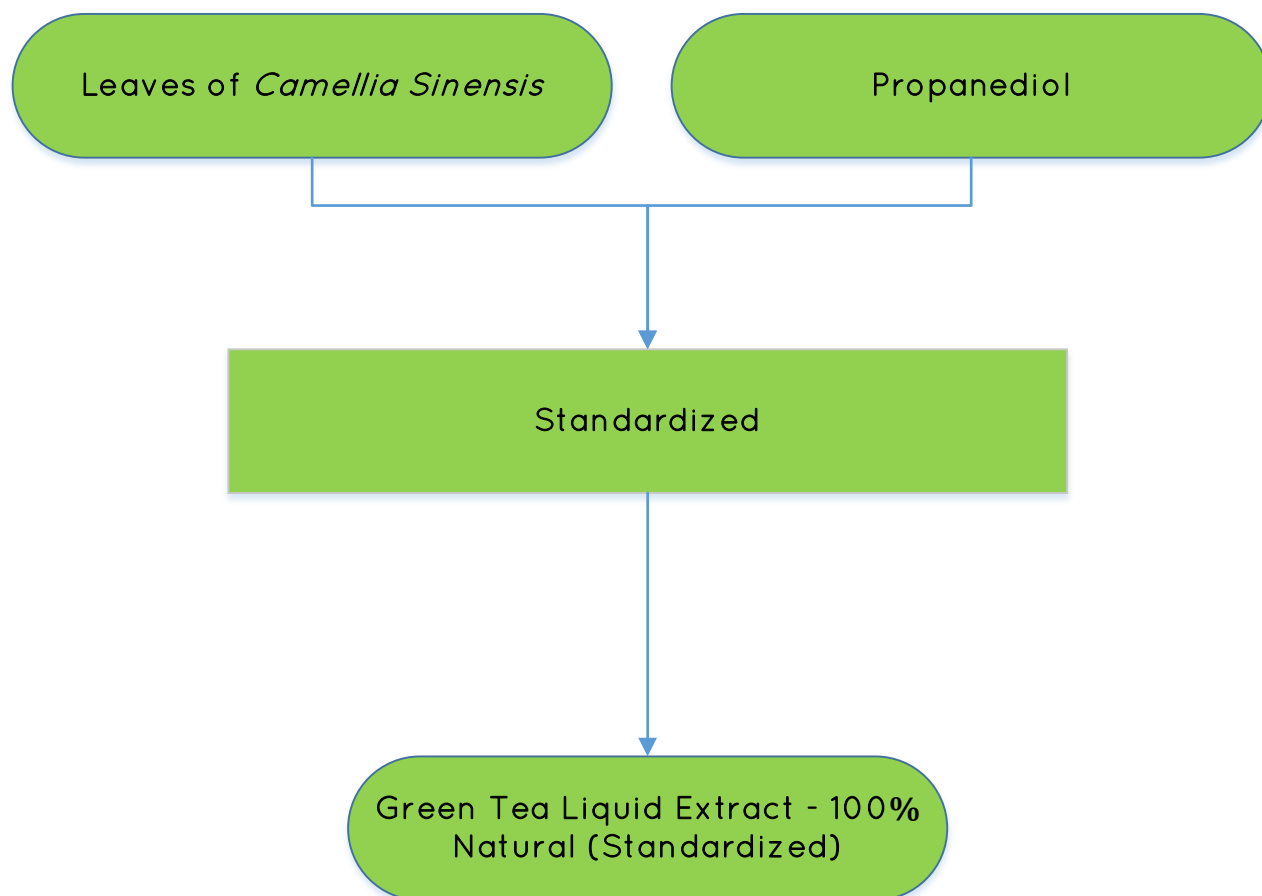 Leaves of Camellia Sinensis
Propanediol
Standardized
Green Tea Liquid Extract - 100%
Natural (Standardized)